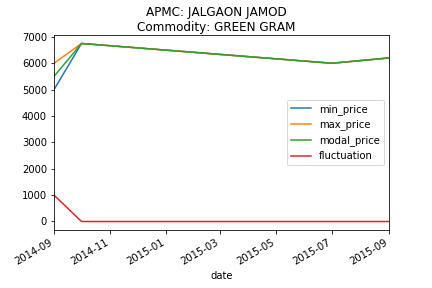 APMC: JALGAON JAMOD
Commodity: GREEN GRAM
7000
6000
5000
4000
3000
2000
1000
0
min_price
max_price
modal_price
fluctuation
2014-09
2014-11
2015-01
2015-03
2015-05
2015-07
2015-09
date